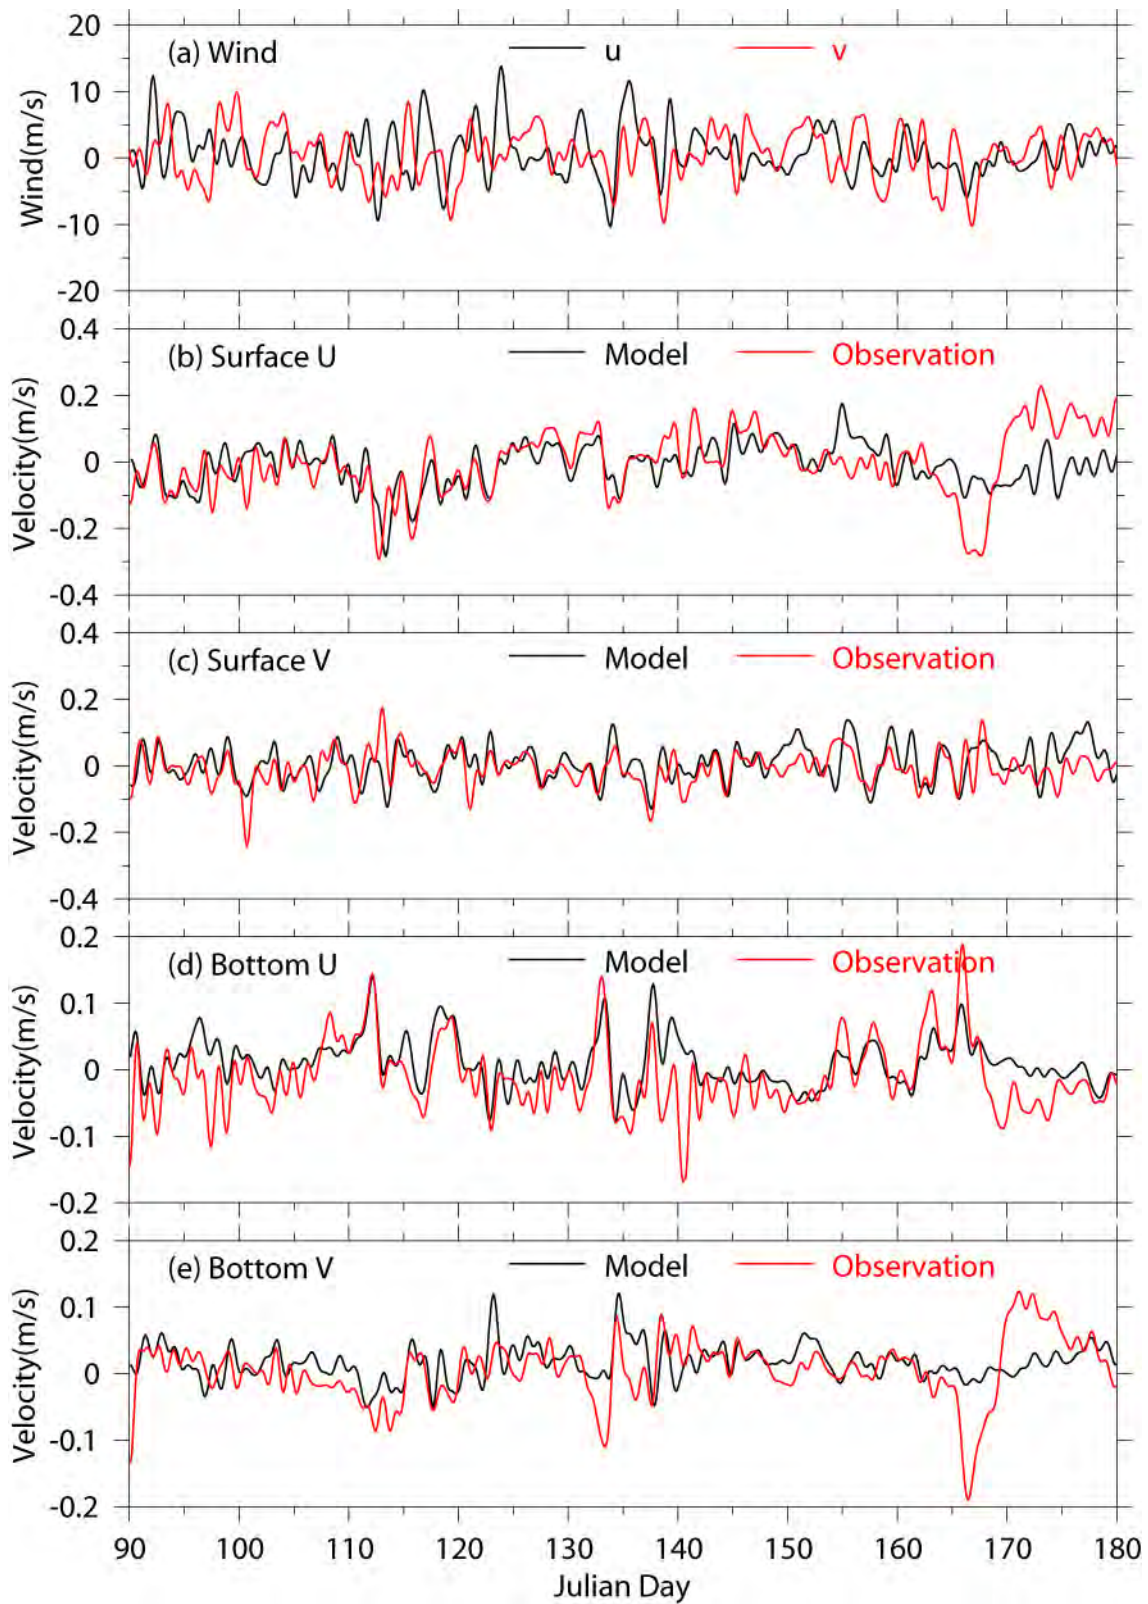 (a) Wind u v
20
10
0
-10
-20
Wind(m/s)
(b) Surface U Model Observation
0.4
0.2
0
-0.2
-0.4
Velocity(m/s)
(c) Surface V Model Observation
0.4
0.2
0
-0.2
-0.4
Velocity(m/s)
(d) Bottom U Model Observation
0.2
0.1
0
-0.1
-0.2
Velocity(m/s)
(e) Bottom V Model Observation
0.2
0.1
0
-0.1
-0.2
Velocity(m/s)
90 100 110 120 130 140 150 160 170 180
Julian Day